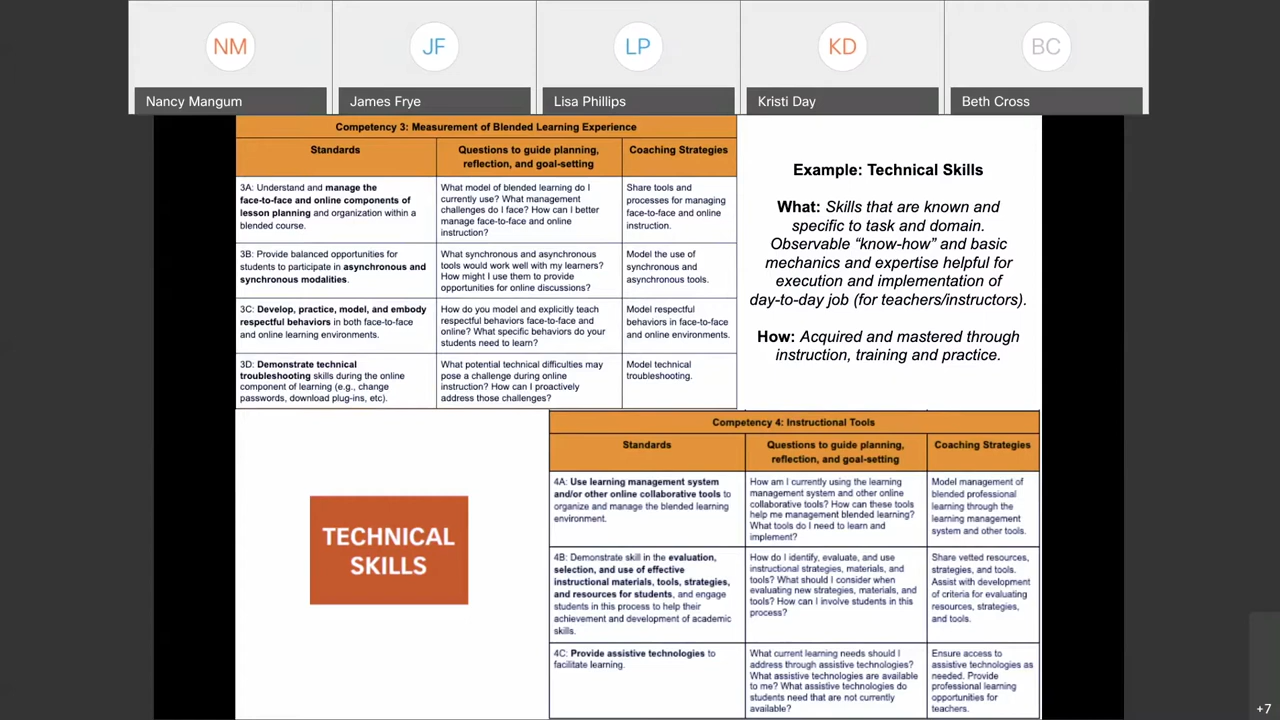 NM
JF
LP
KD
BC
Nancy Mangum
James Frye
Lisa Phillips
Kristi Day
Beth Cross
Competency 3: Measurement of Blended Learning Experience
Standards
Questions to guide planning,
reflection, and goal-setting
Coaching Strategies
3A: Understand and manage the
face-to-face and online components of
lesson planning and organization within a
blended course.
What model of blended learning do I
currently use? What management
challenges do I face? How can I better
manage face-to-face and online
instruction?
Share tools and
processes for managing
face-to-face and online
instruction.
3B: Provide balanced opportunities for
students to participate in asynchronous and
synchronous modalities.
What synchronous and asynchronous
tools would work well with my learners?
How might I use them to provide
opportunities for online discussions?
Model the use of
synchronous and
asynchronous tools.
3C: Develop, practice, model, and embody
respectful behaviors in both face-to-face
and online learning environments.
How do you model and explicitly teach
respectful behaviors face-to-face and
online? What specific behaviors do your
students need to learn?
Model respectful
behaviors in face-to-face
and online environments.
3D: Demonstrate technical
troubleshooting skills during the online
component of learning (e.g., change
passwords, download plug-ins, etc).
What potential technical difficulties may
pose a challenge during online
instruction? How can I proactively
address those challenges?
Model technical
troubleshooting.
Example: Technical Skills
What: Skills that are known and
specific to task and domain.
Observable “know-how” and basic
mechanics and expertise helpful for
execution and implementation of
day-to-day job (for teachers/instructors).
How: Acquired and mastered through
instruction, training and practice.
TECHNICAL
SKILLS
Competency 4: Instructional Tools
Standards
Questions to guide planning,
reflection, and goal-setting
Coaching Strategies
4A: Use learning management system
and/or other online collaborative tools to
organize and manage the blended learning
environment.
How am I currently using the learning
management system and other online
collaborative tools? How can these tools
help me management blended learning?
What tools do I need to learn and
implement?
Model management of
blended professional
learning through the
learning management
system and other tools.
4B: Demonstrate skill in the evaluation,
selection, and use of effective
instructional materials, tools, strategies,
and resources for students, and engage
students in this process to help their
achievement and development of academic
skills.
How do I identify, evaluate, and use
instructional strategies, materials, and
tools? What should I consider when
evaluating new strategies, materials, and
tools? How can I involve students in this
process?
Share vetted resources,
strategies, and tools.
Assist with development
of criteria for evaluating
resources, strategies,
and tools.
4C: Provide assistive technologies to
facilitate learning.
What current learning needs should I
address through assistive technologies?
What assistive technologies are available
to me? What assistive technologies do
students need that are not currently
available?
Ensure access to
assistive technologies as
needed. Provide
professional learning
opportunities for
teachers.
+7